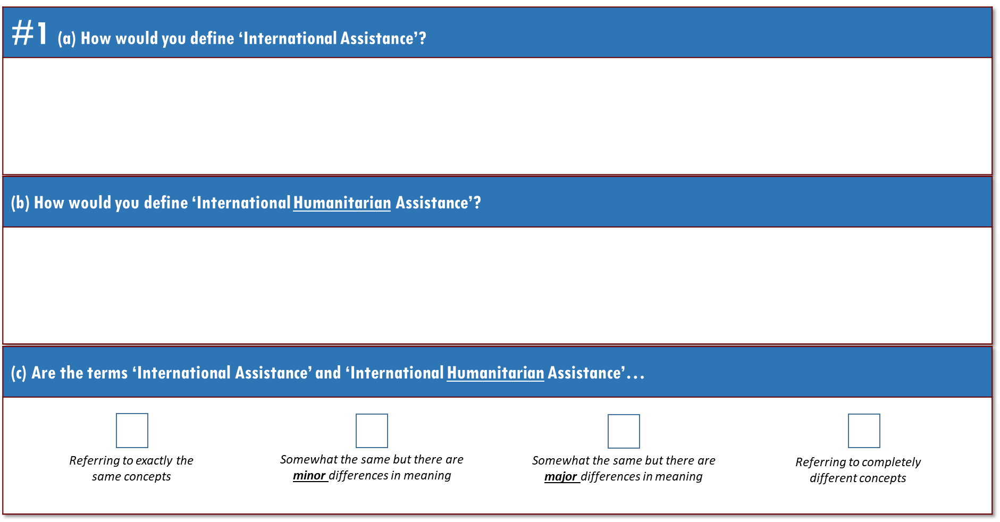 #1 (a) How would you define ‘International Assistance’?
(b) How would you define ‘International Humanitarian Assistance’?
(c) Are the terms ‘International Assistance’ and ‘International Humanitarian Assistance’…
Referring to exactly the
same concepts
Somewhat the same but there are
minor differences in meaning
Somewhat the same but there are
major differences in meaning
Referring to completely
different concepts